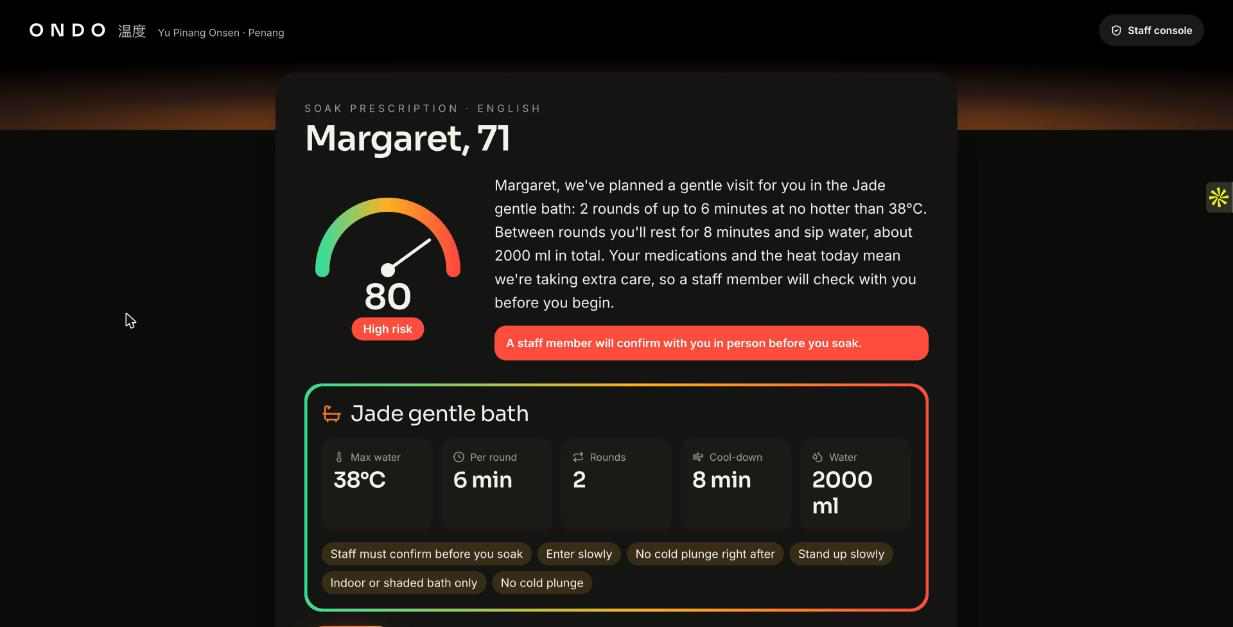 ONDO 温度 Yu Pinang Onsen · Penang
Staff console
SOAK PRESCRIPTION · ENGLISH
Margaret, 71
80
High risk
Margaret, we've planned a gentle visit for you in the Jade
gentle bath: 2 rounds of up to 6 minutes at no hotter than 38°C.
Between rounds you'll rest for 8 minutes and sip water, about
2000 ml in total. Your medications and the heat today mean
we're taking extra care, so a staff member will check with you
before you begin.
A staff member will confirm with you in person before you soak.
Jade gentle bath
Max water
38°C
Per round
6 min
Rounds
2
Cool-down
8 min
Water
2000
ml
Staff must confirm before you soak
Enter slowly
No cold plunge right after
Stand up slowly
Indoor or shaded bath only
No cold plunge